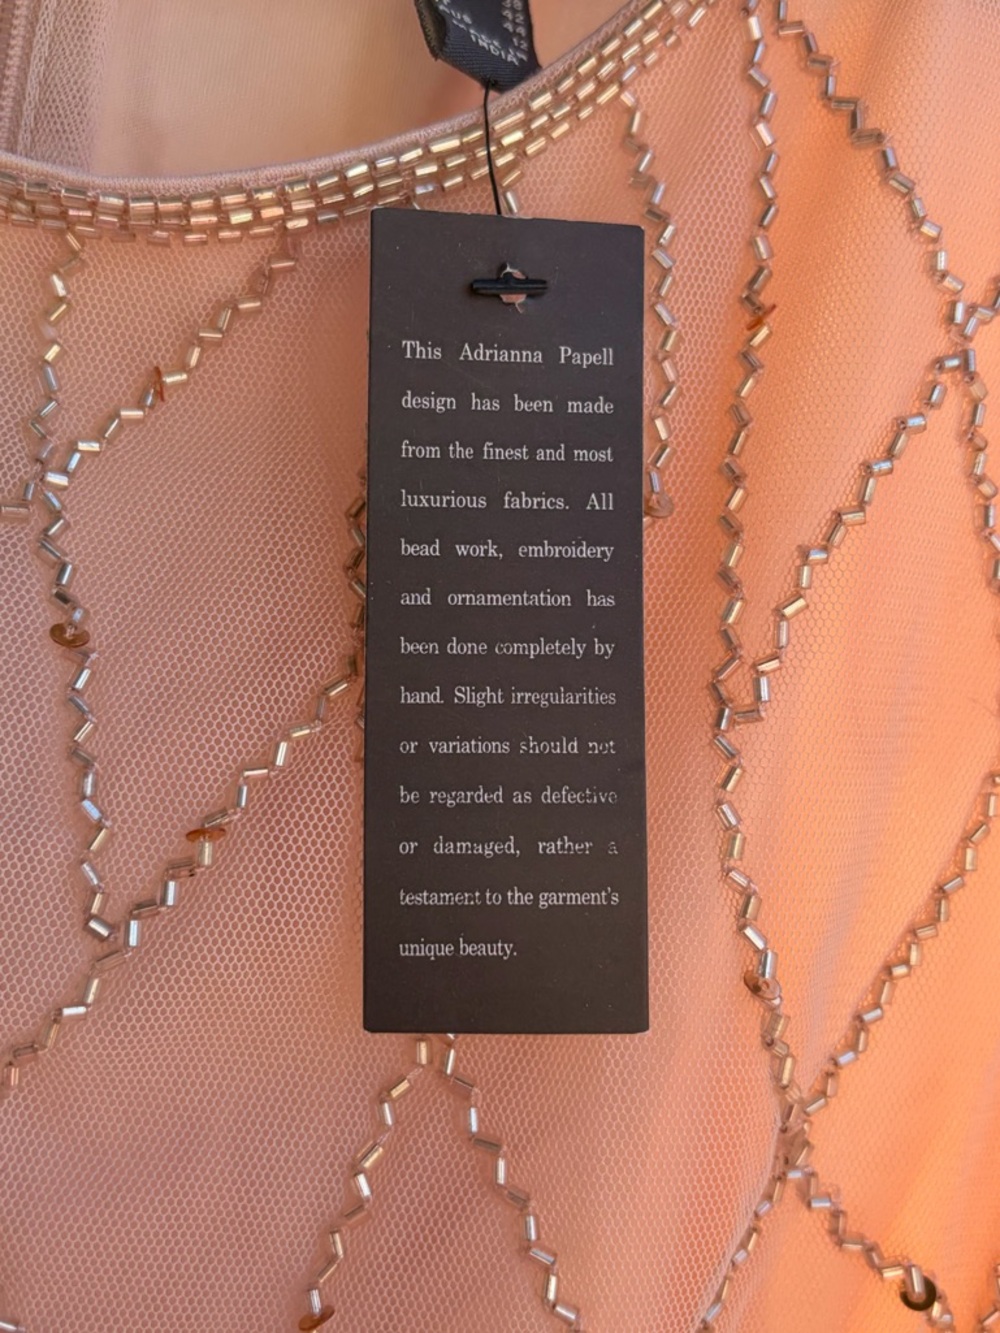 INDIA
This Adrianna Papell
design has been made
from the finest and most
luxurious fabrics. All
bead work, embroidery
and ornamentation has
been done completely by
hand. Slight irregularities
or variations should not
be regarded as defective
or damaged, rather a
testament to the garment's
unique beauty.